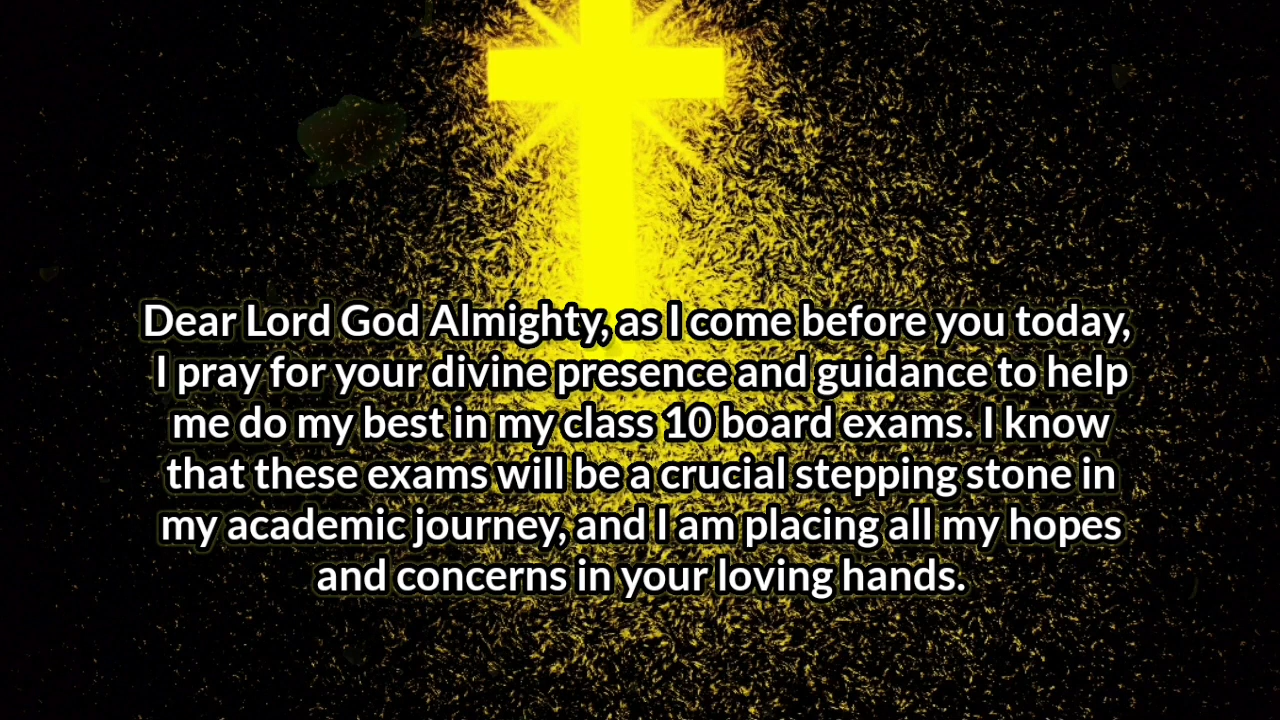 Dear Lord God Almighty, as I come before you today,
I pray for your divine presence and guidance to help
me do my best in my class 10 board exams. I know
that these exams will be a crucial stepping stone in
my academic journey, and I am placing all my hopes
and concerns in your loving hands.